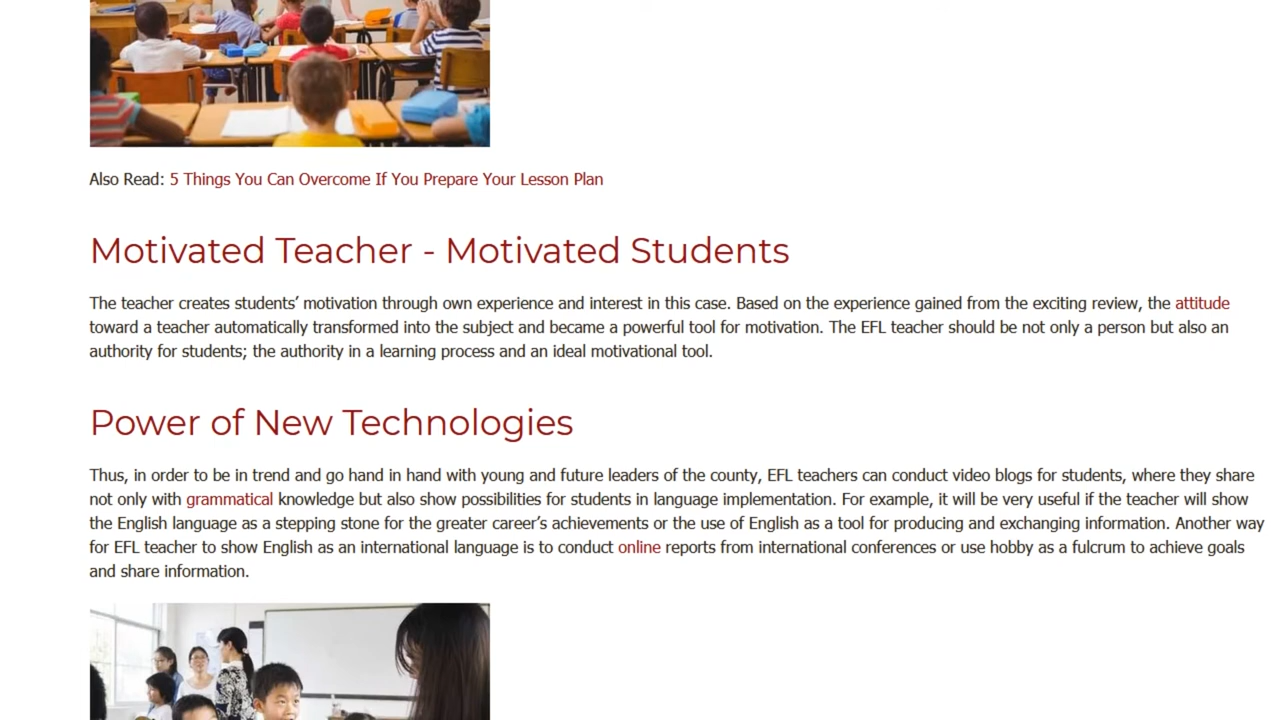 Also Read: 5 Things You Can Overcome If You Prepare Your Lesson Plan
Motivated Teacher - Motivated Students
The teacher creates students’ motivation through own experience and interest in this case. Based on the experience gained from the exciting review, the attitude
toward a teacher automatically transformed into the subject and became a powerful tool for motivation. The EFL teacher should be not only a person but also an
authority for students; the authority in a learning process and an ideal motivational tool.
Power of New Technologies
Thus, in order to be in trend and go hand in hand with young and future leaders of the county, EFL teachers can conduct video blogs for students, where they share
not only with grammatical knowledge but also show possibilities for students in language implementation. For example, it will be very useful if the teacher will show
the English language as a stepping stone for the greater career’s achievements or the use of English as a tool for producing and exchanging information. Another way
for EFL teacher to show English as an international language is to conduct online reports from international conferences or use hobby as a fulcrum to achieve goals
and share information.